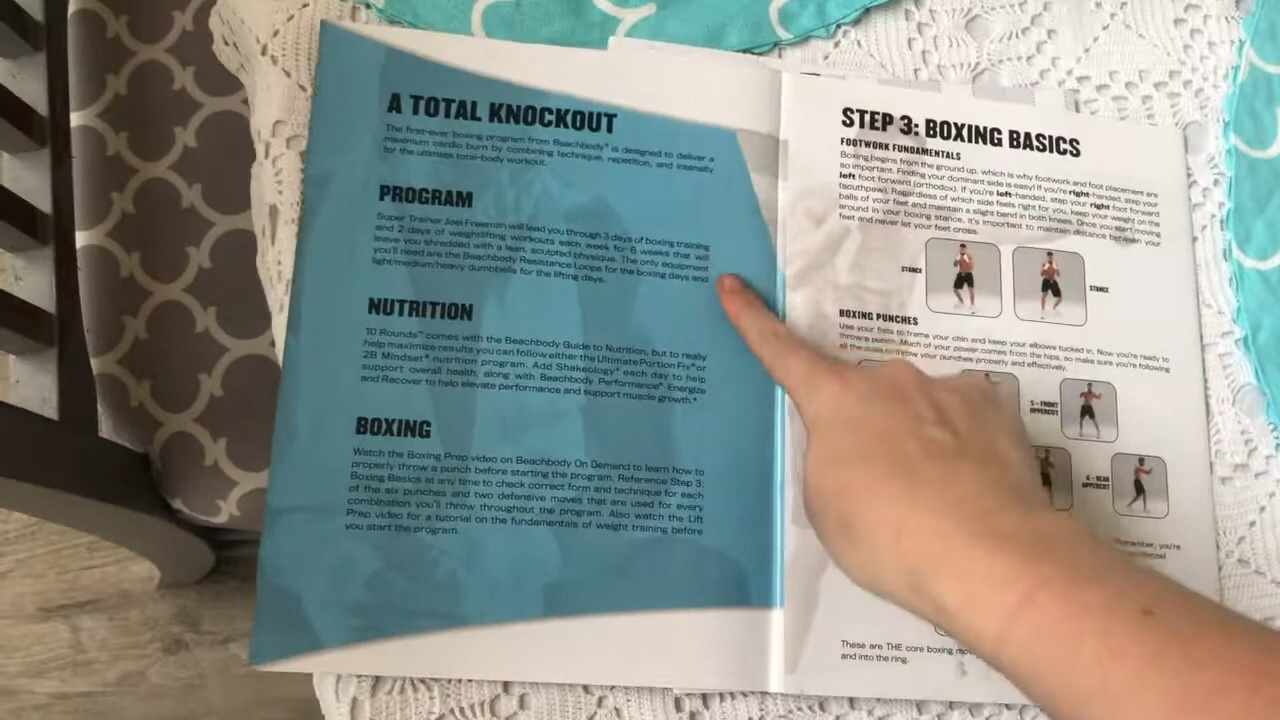 A TOTAL KNOCKOUT
The first-ever boxing program from Beachbody® is designed to deliver a
maximum cardio burn by combining technique, repetition, and intensity
for the ultimate total-body workout.
PROGRAM
Super Trainer Joel Freeman will lead you through 3 days of boxing training
and 2 days of weightlifting workouts each week for 6 weeks that will
leave you shredded with a lean, sculpted physique. The only equipment
you'll need are the Beachbody Resistance Loops for the boxing days and
light/medium/heavy dumbbells for the lifting days.
NUTRITION
10 Rounds™ comes with the Beachbody Guide to Nutrition, but to really
help maximize results you can follow either the Ultimate Portion Fix® or
2B Mindset® nutrition program. Add Shakeology® each day to help
support overall health, along with Beachbody Performance® Energize
and Recover to help elevate performance and support muscle growth.*
BOXING
Watch the Boxing Prep video on Beachbody On Demand to learn how to
properly throw a punch before starting the program. Reference Step 3:
Boxing Basics at any time to check correct form and technique for each
of the six punches and two defensive moves that are used for every
combination you'll throw throughout the program. Also watch the Lift
Prep video for a tutorial on the fundamentals of weight training before
you start the program.
STEP 3: BOXING BASICS
FOOTWORK FUNDAMENTALS
Boxing begins from the ground up, which is why footwork and foot placement are
so important. Finding your dominant side is easy! If you're right-handed, step your
left foot forward (orthodox). If you're left-handed, step your right foot forward
(southpaw). Regardless of which side feels right for you, keep your weight on the
balls of your feet and maintain a slight bend in both knees. Once you start moving
around in your boxing stance, it's important to maintain distance between your
feet and never let your feet cross.
STANCE
STANCE
BOXING PUNCHES
Use your fists to frame your chin and keep your elbows tucked in. Now you're ready to
throw a punch. Much of your power comes from the hips, so make sure you're following
all the cues to throw your punches properly and effectively.
5 – FRONT
UPPERCUT
6 – REAR
UPPERCUT
Remember, you're
These are THE core boxing
and into the ring.